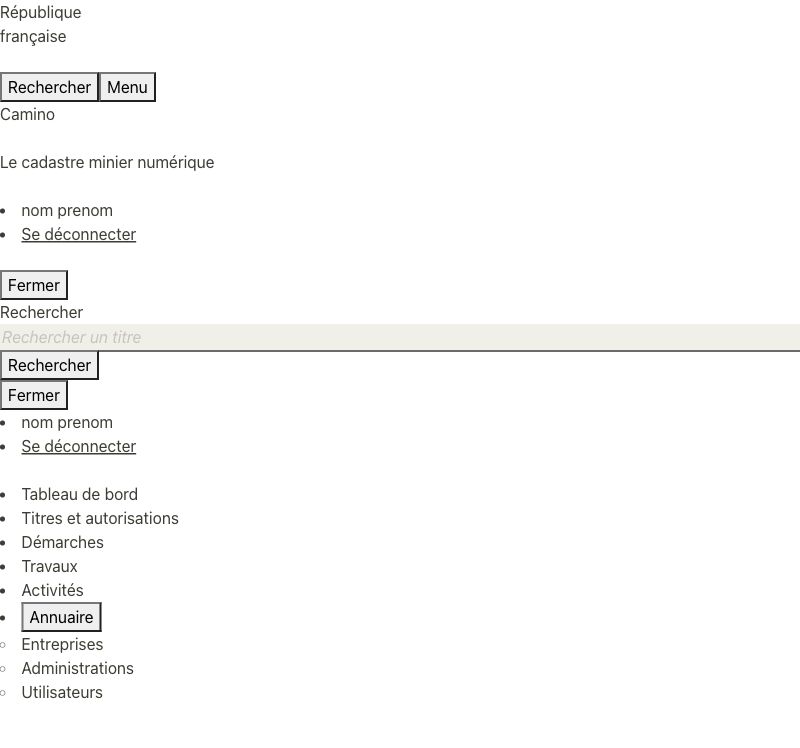 République
française
Rechercher Menu
Camino
Le cadastre minier numérique
nom prenom
Se déconnecter
Fermer
Rechercher
Rechercher un titre
Rechercher
Fermer
nom prenom
Se déconnecter
Tableau de bord
Titres et autorisations
Démarches
Travaux
Activités
Annuaire
Entreprises
Administrations
Utilisateurs